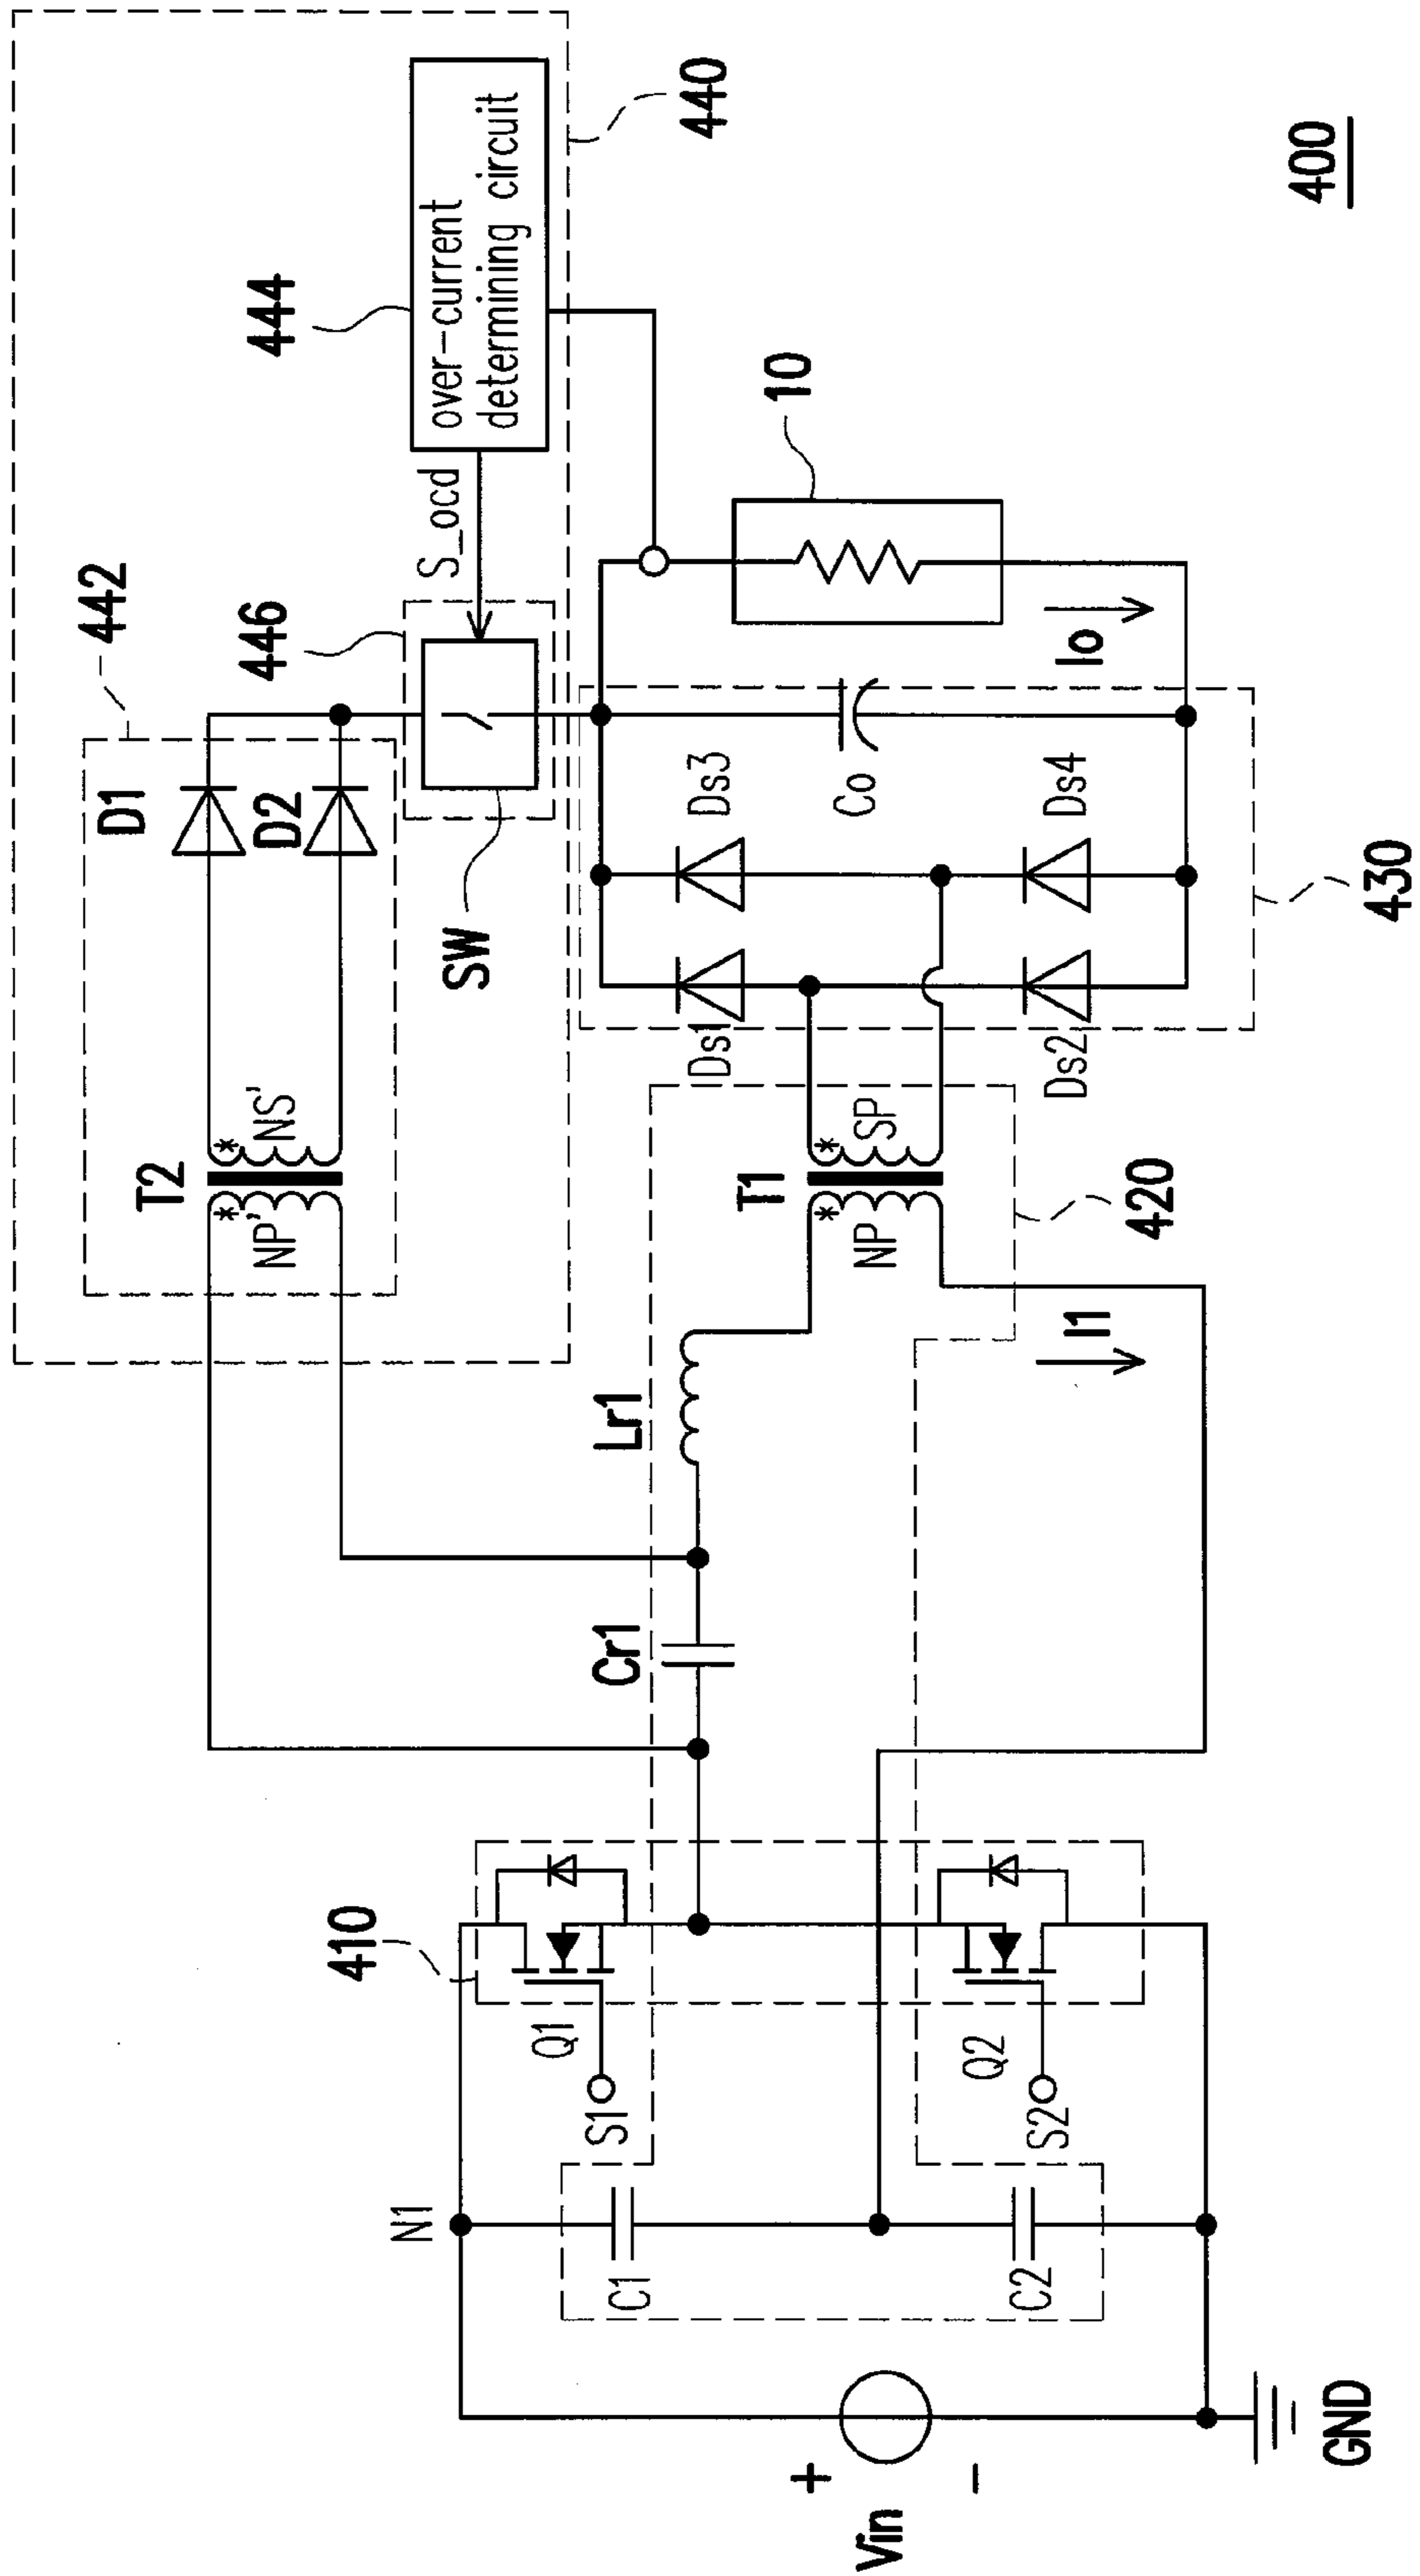 442
T2
NP'
NS'
D1
D2
446
444
over-current
determining circuit
S_ocd
440
SW
410
N1
Q1
S1
C1
Cr1
Lr1
T1
NP
SP
Ds1
Ds3
Co
10
Vin
+
-
C2
S2
Q2
I1
420
Ds2
Ds4
Io
430
GND
400